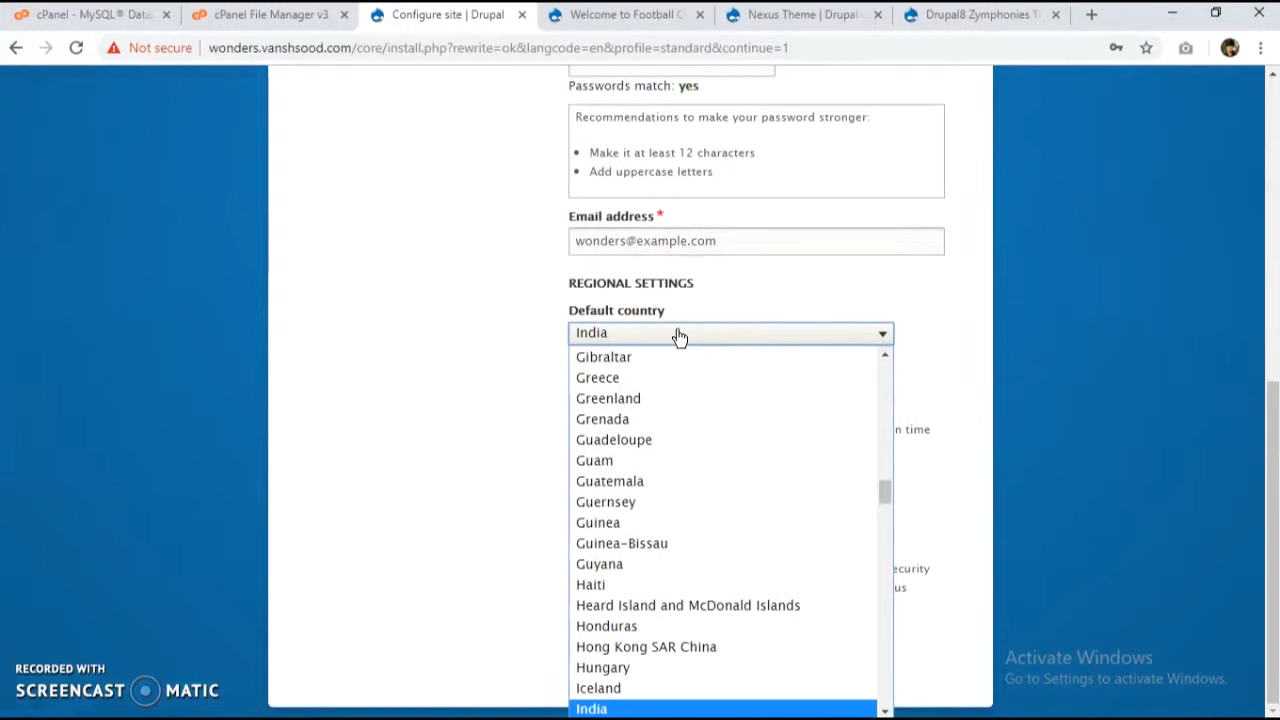 cPanel - MySQL® Data
cPanel File Manager v3
Configure site | Drupal
Welcome to Football C
Nexus Theme | Drupal.
Drupal8 Zymphonies T
Not secure
wonders.vanshsood.com/core/install.php?rewrite=ok&langcode=en&profile=standard&continue=1
Passwords match: yes
Recommendations to make your password stronger:
• Make it at least 12 characters
• Add uppercase letters
Email address *
wonders@example.com
REGIONAL SETTINGS
Default country
India
Gibraltar
Greece
Greenland
Grenada
n time
Guadeloupe
Guam
Guatemala
Guernsey
Guinea
Guinea-Bissau
Guyana
ecurity
Haiti
us
Heard Island and McDonald Islands
Honduras
Hong Kong SAR China
Hungary
Iceland
India
Activate Windows
Go to Settings to activate Windows.
RECORDED WITH
SCREENCAST MATIC